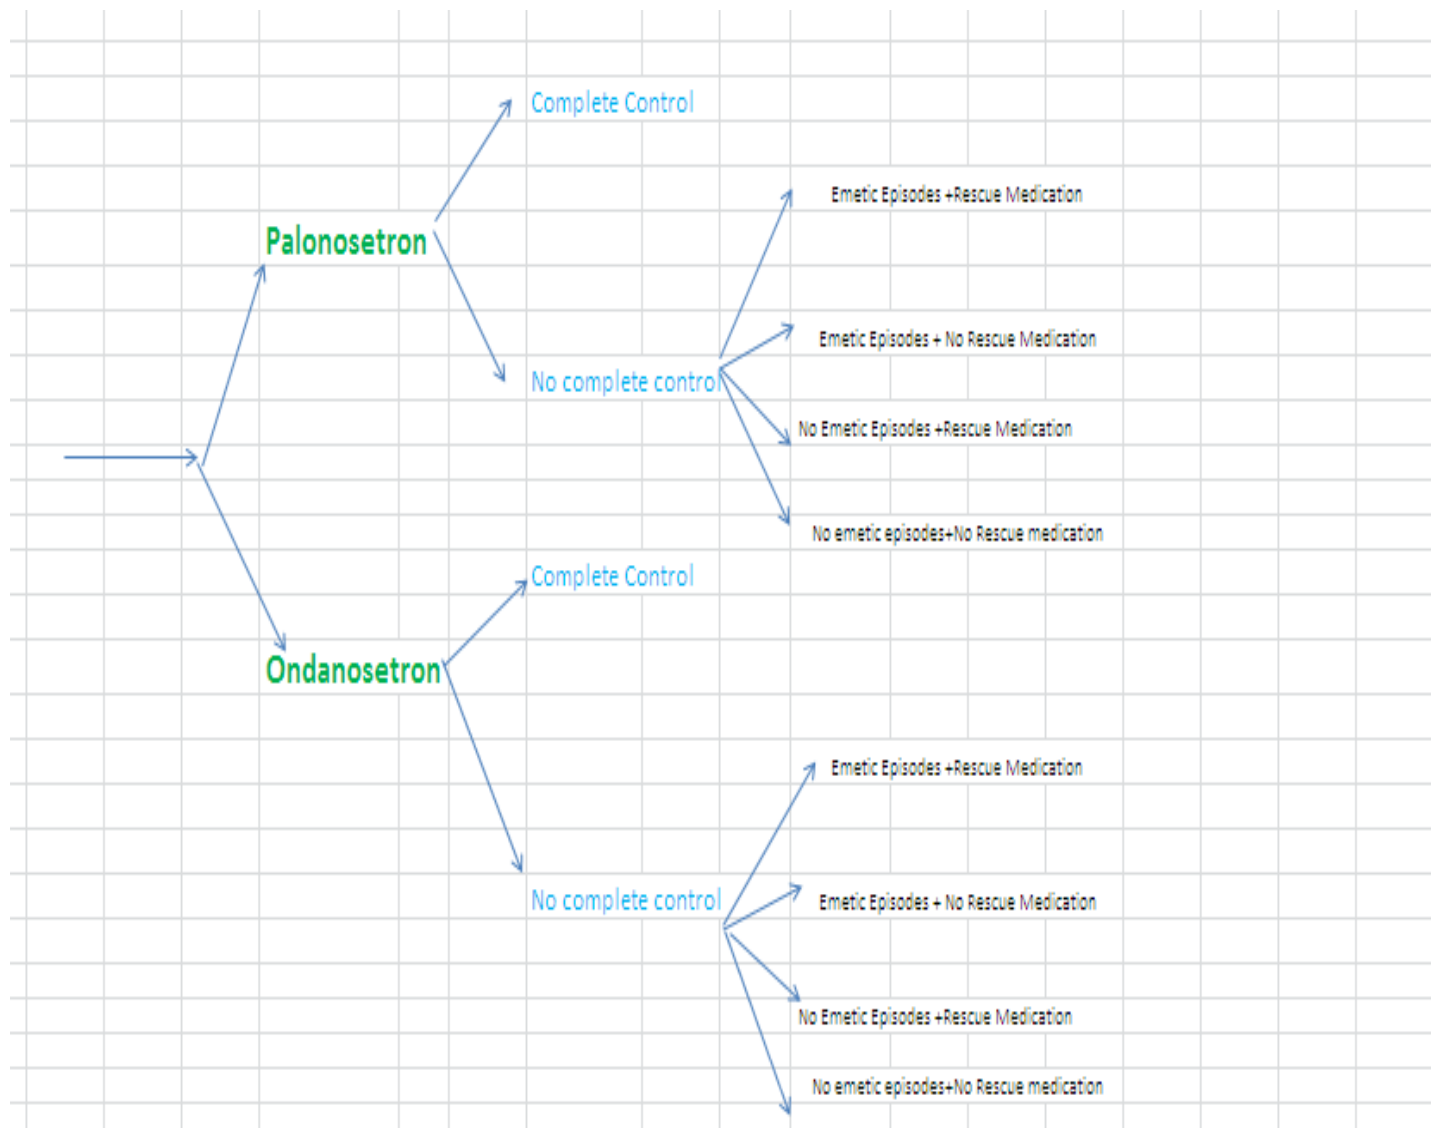 Complete Control
Emetic Episodes +Rescue Medication
Palonosetron
Emetic Episodes + No Rescue Medication
No complete control
No Emetic Episodes +Rescue Medication
No emetic episodes+No Rescue medication
Complete Control
Ondanosetron
Emetic Episodes +Rescue Medication
No complete control
Emetic Episodes + No Rescue Medication
No Emetic Episodes +Rescue Medication
No emetic episodes+No Rescue medication